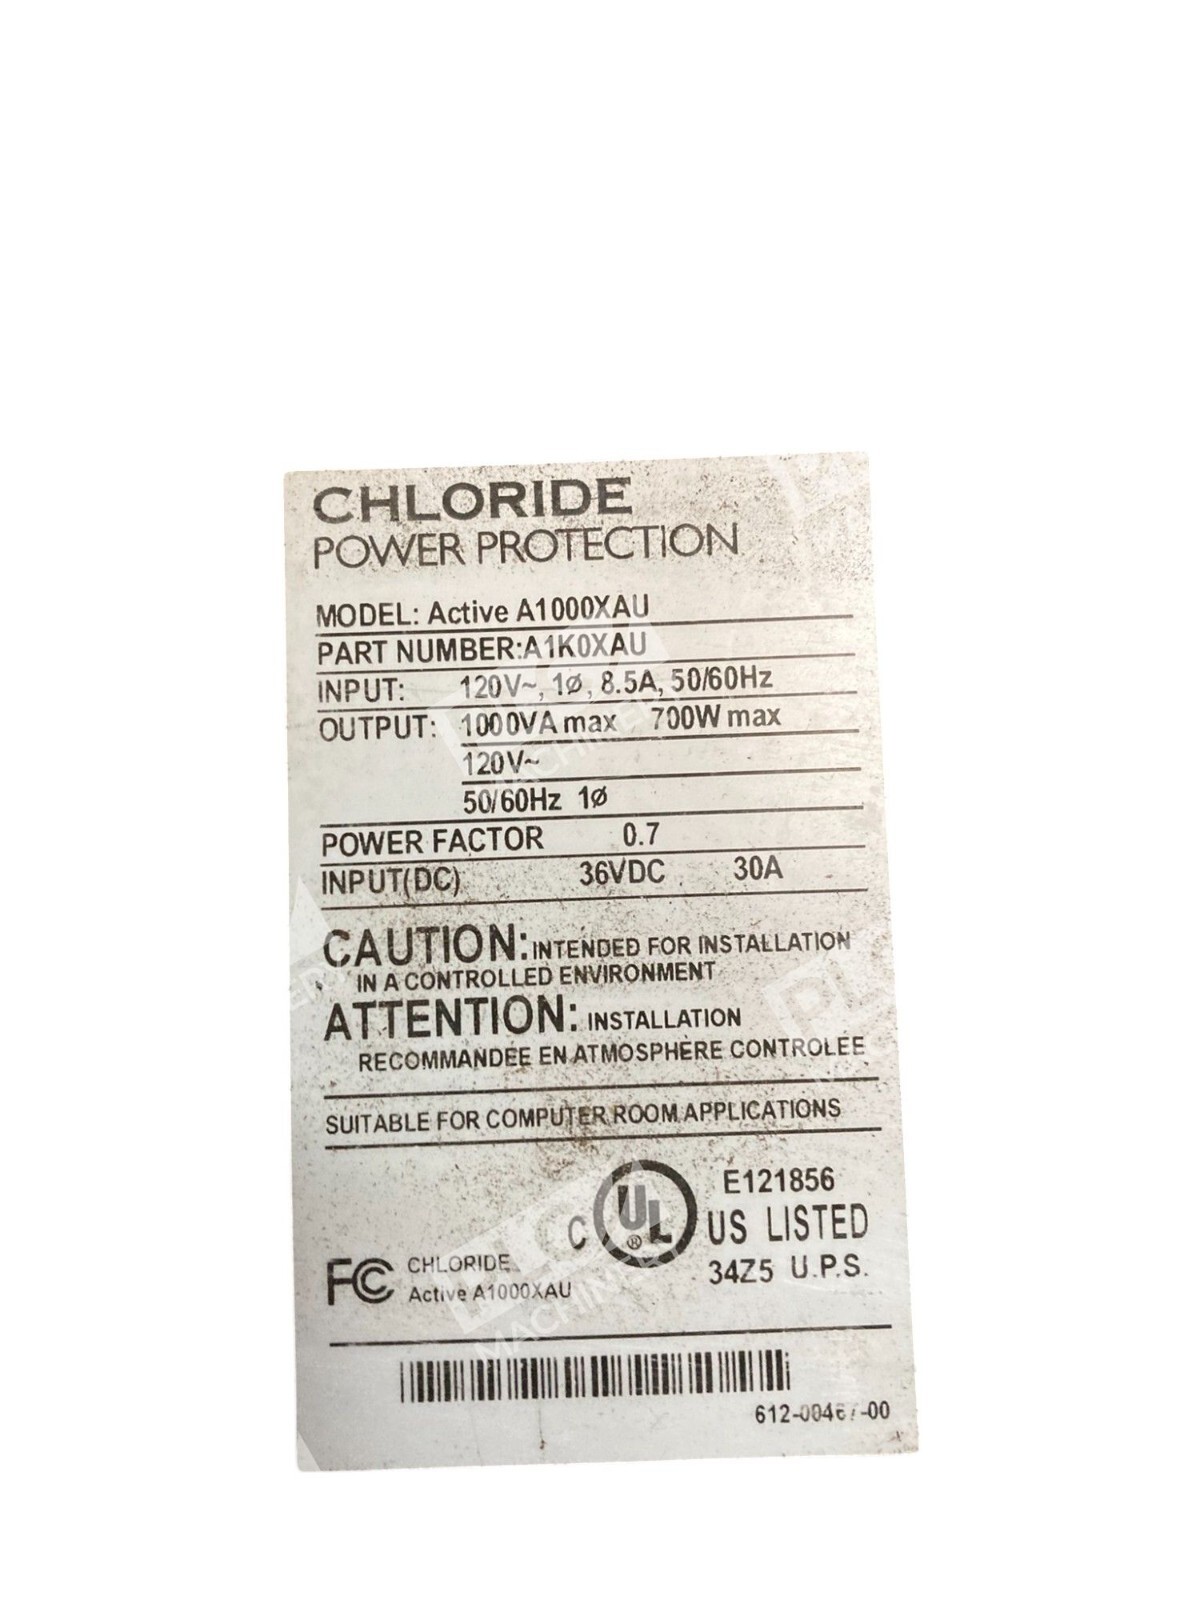 CHLORIDE
POWER PROTECTION
MODEL: Active A1000XAU
PART NUMBER:A1K0XAU
INPUT: 120V~, 1ø, 8.5A, 50/60Hz
OUTPUT: 1000VA max 700W max
120V~
50/60Hz 1ø
POWER FACTOR 0.7
INPUT(DC) 36VDC 30A
CAUTION: INTENDED FOR INSTALLATION
IN A CONTROLLED ENVIRONMENT
ATTENTION: INSTALLATION
RECOMMANDÉE EN ATMOSPHÈRE CONTROLÉE
SUITABLE FOR COMPUTER ROOM APPLICATIONS
E121856
C UL® US LISTED
34Z5 U.P.S.
FC CHLORIDE
Active A1000XAU